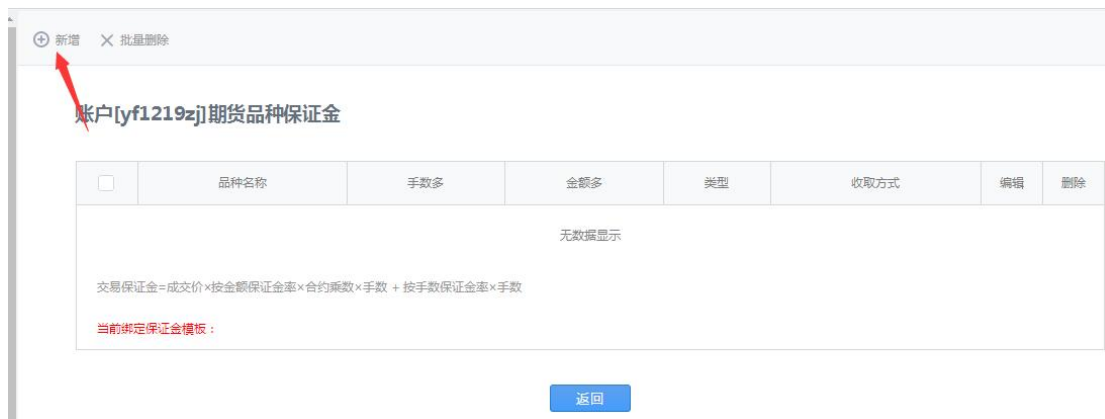 新增 批量删除
账户[yf1219zj]期货品种保证金
品种名称 手数多 金额多 类型 收取方式 编辑 删除
无数据显示
交易保证金=成交价×按金额保证金率×合约乘数×手数 + 按手数保证金率×手数
当前绑定保证金模板：
返回